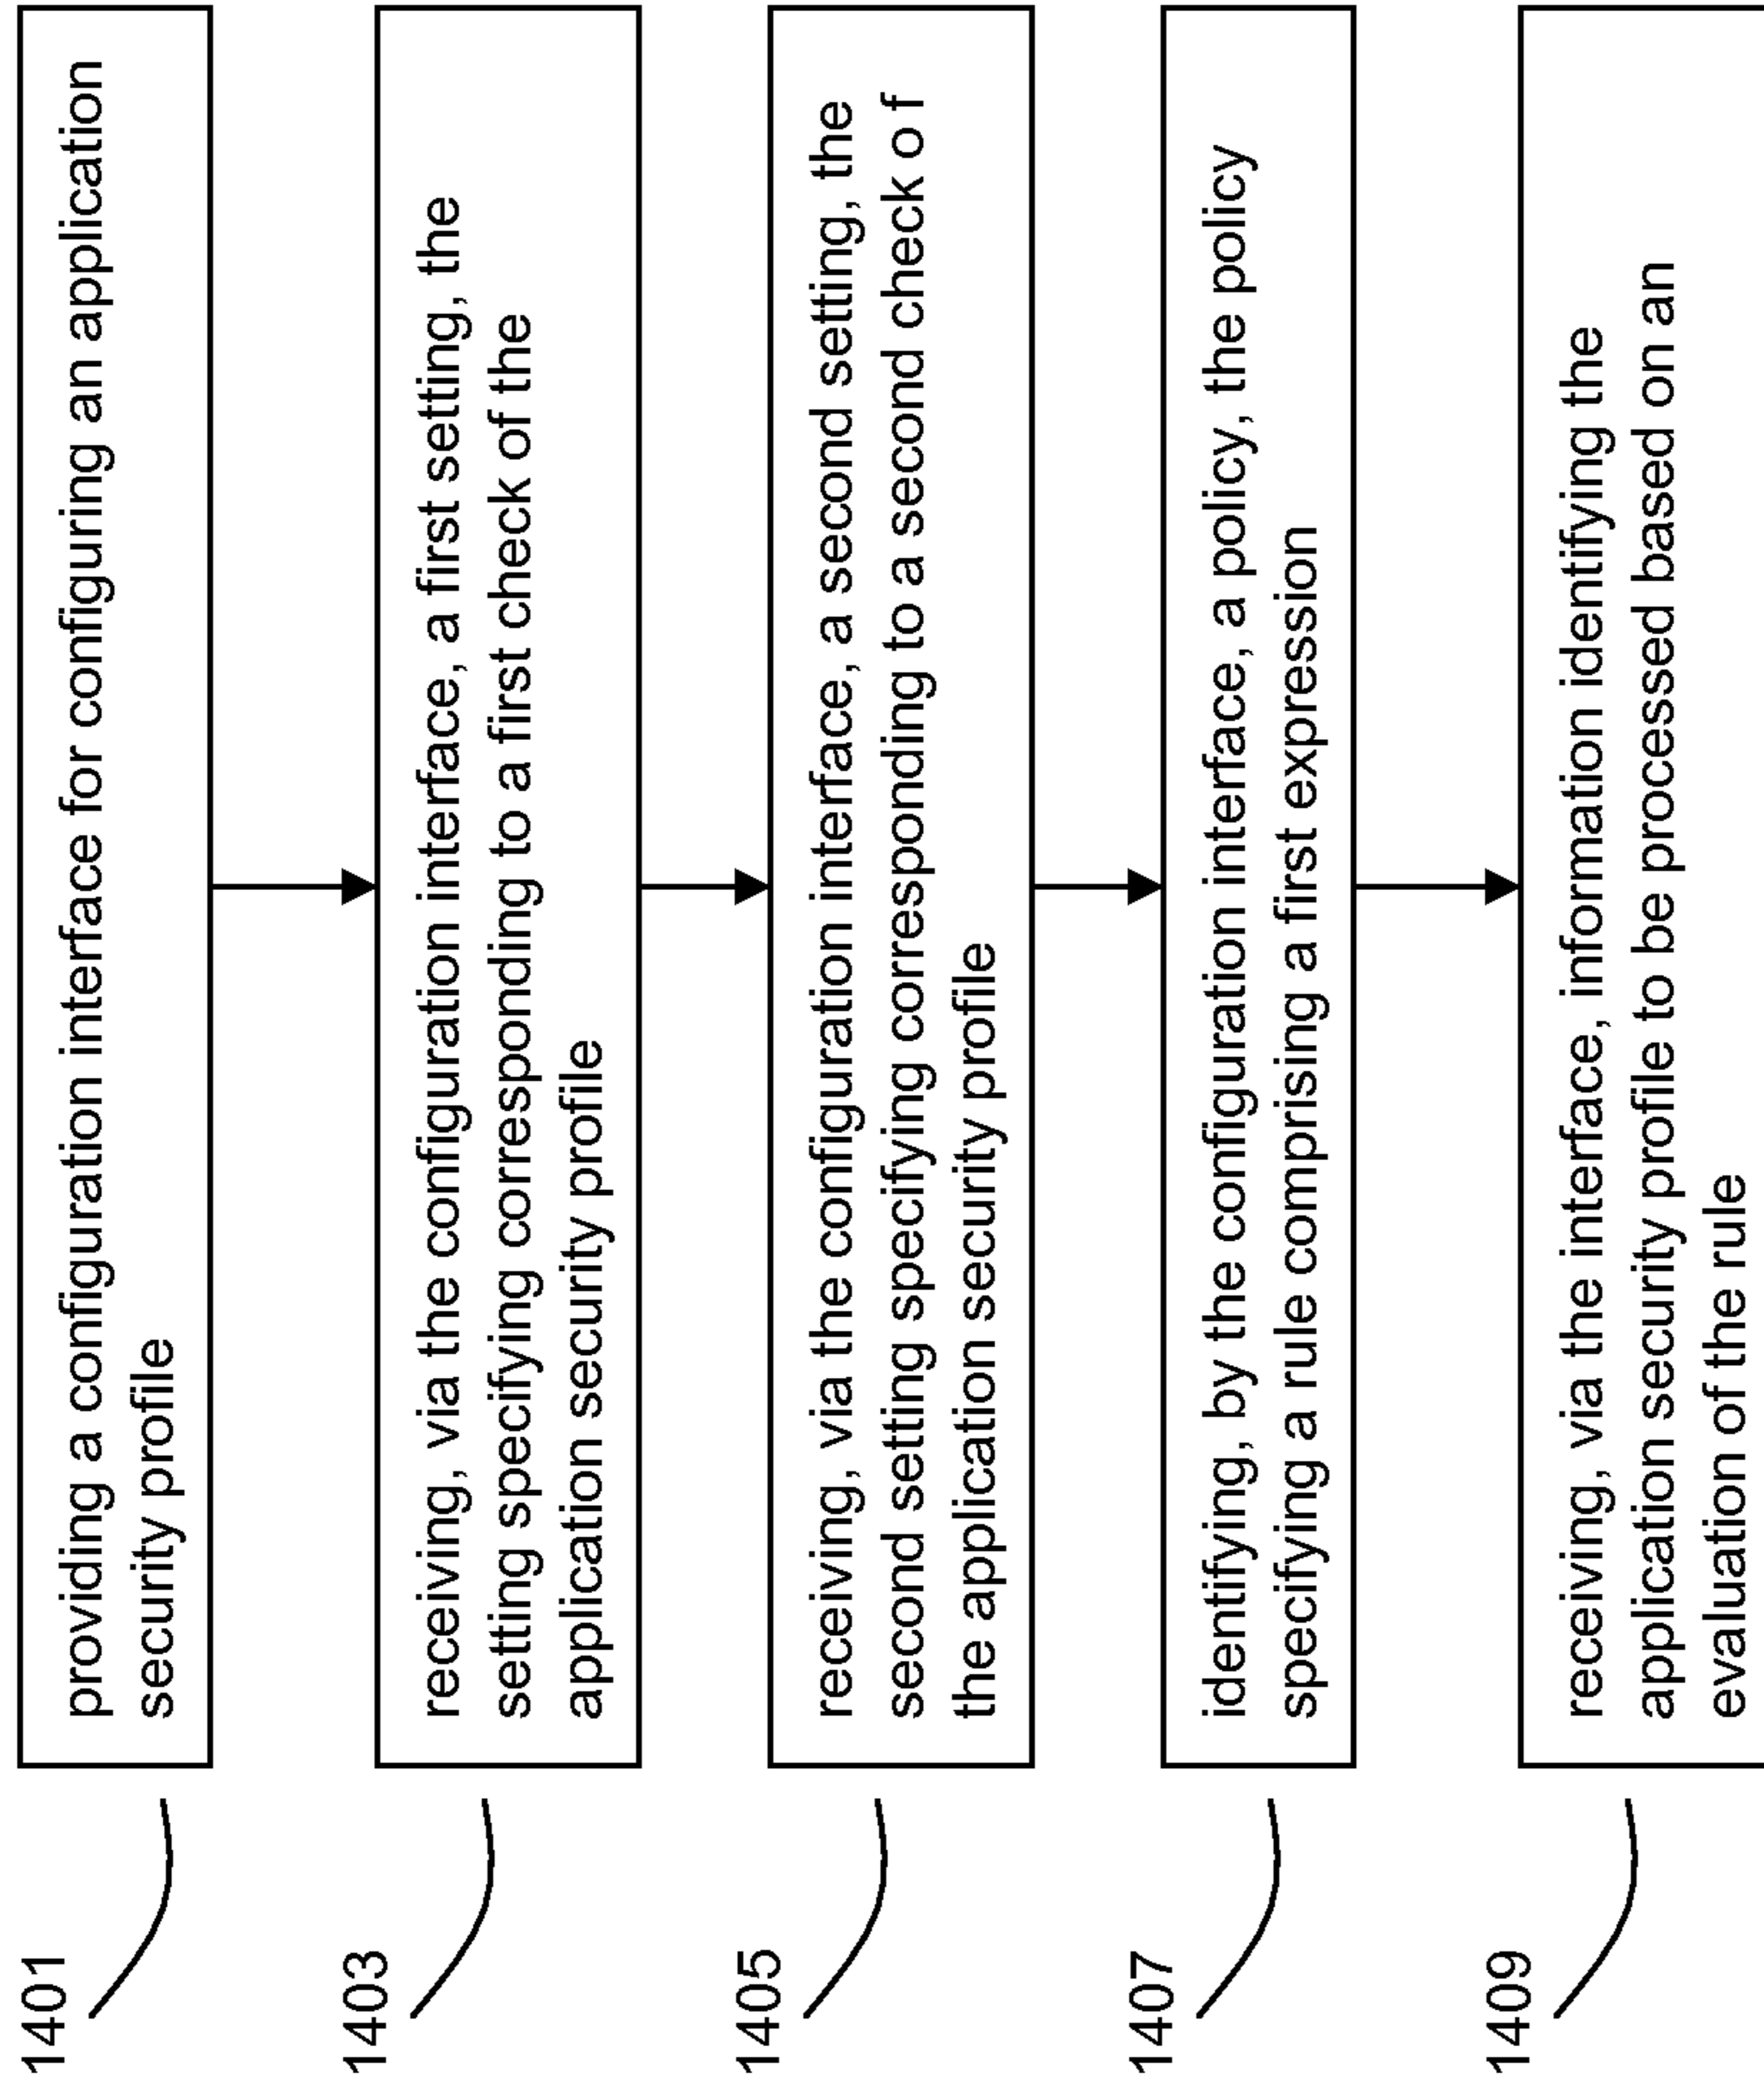 1401
providing a configuration interface for configuring an application
security profile
1403
receiving, via the configuration interface, a first setting, the
setting specifying corresponding to a first check of the
application security profile
1405
receiving, via the configuration interface, a second setting, the
second setting specifying corresponding to a second check o f
the application security profile
1407
identifying, by the configuration interface, a policy, the policy
specifying a rule comprising a first expression
1409
receiving, via the interface, information identifying the
application security profile to be processed based on an
evaluation of the rule